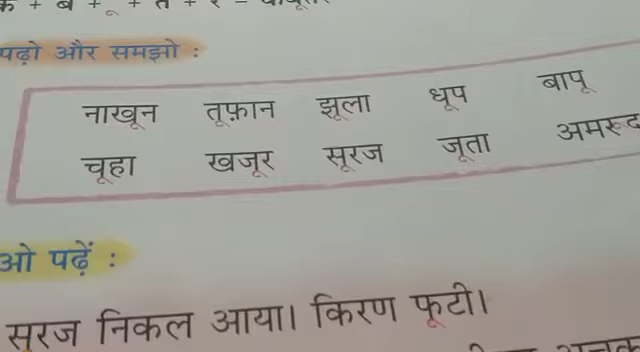 पढ़ो और समझो :
नाखून तूफ़ान झूला धूप बापू
चूहा खजूर सूरज जूता अमरूद
ओ पढ़ें :
सूरज निकल आया। किरण फूटी।